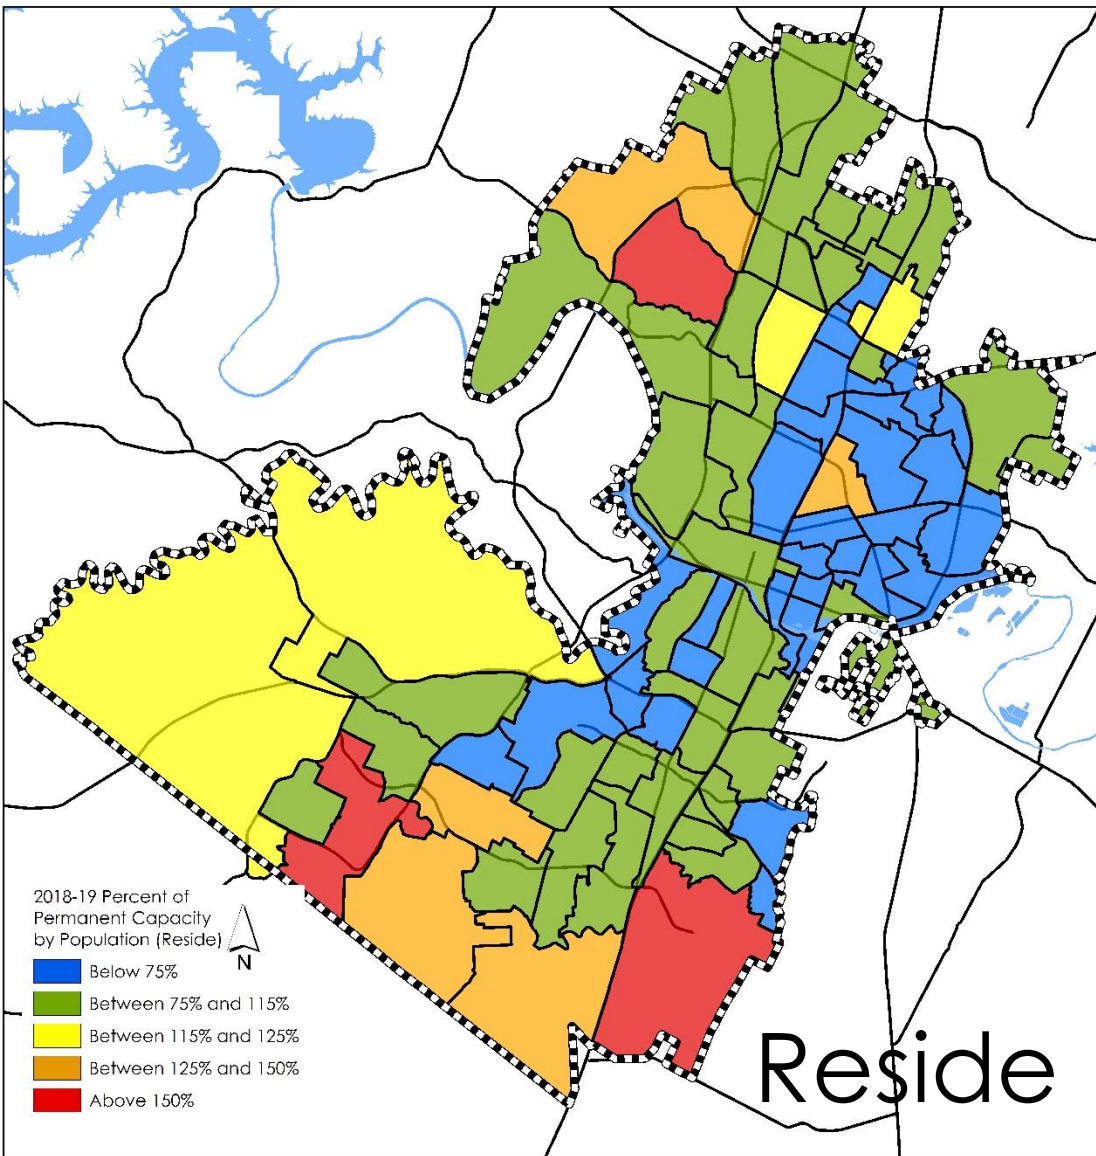 2018-19 Percent of
Permanent Capacity
by Population (Reside)
N
Below 75%
Between 75% and 115%
Between 115% and 125%
Between 125% and 150%
Above 150%
Reside